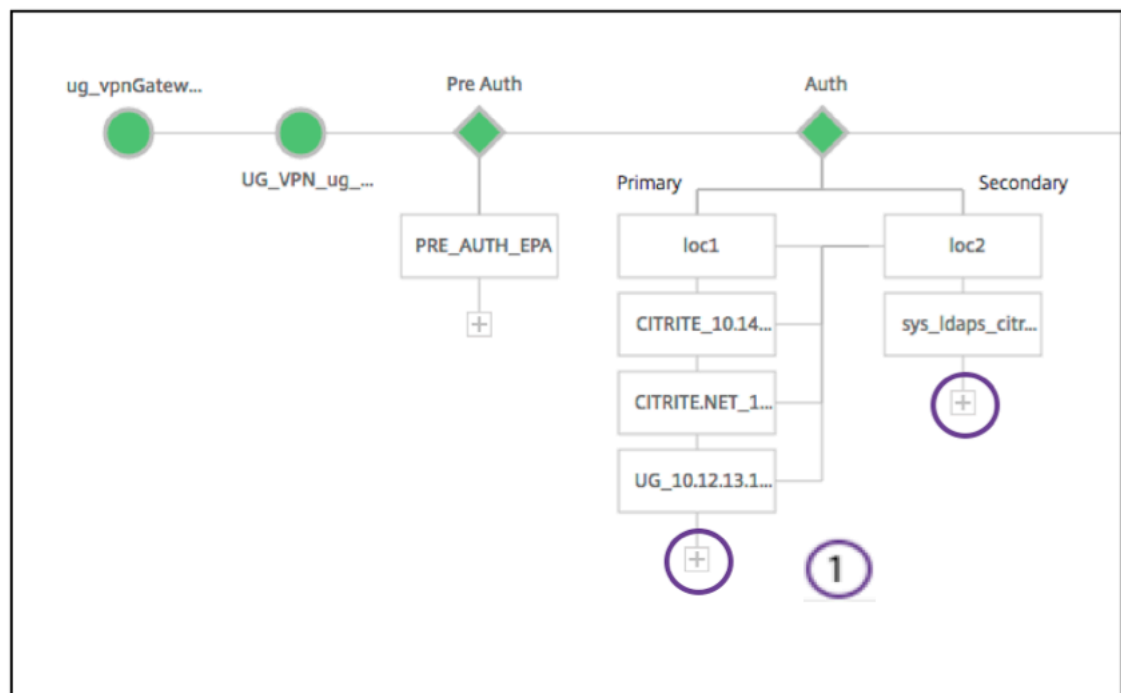 ug_vpnGatew...
Pre Auth
Auth
UG_VPN_ug_...
Primary
Secondary
PRE_AUTH_EPA
loc1
loc2
CITRITE_10.14...
sys_ldaps_citr...
CITRITE.NET_1...
UG_10.12.13.1...
1